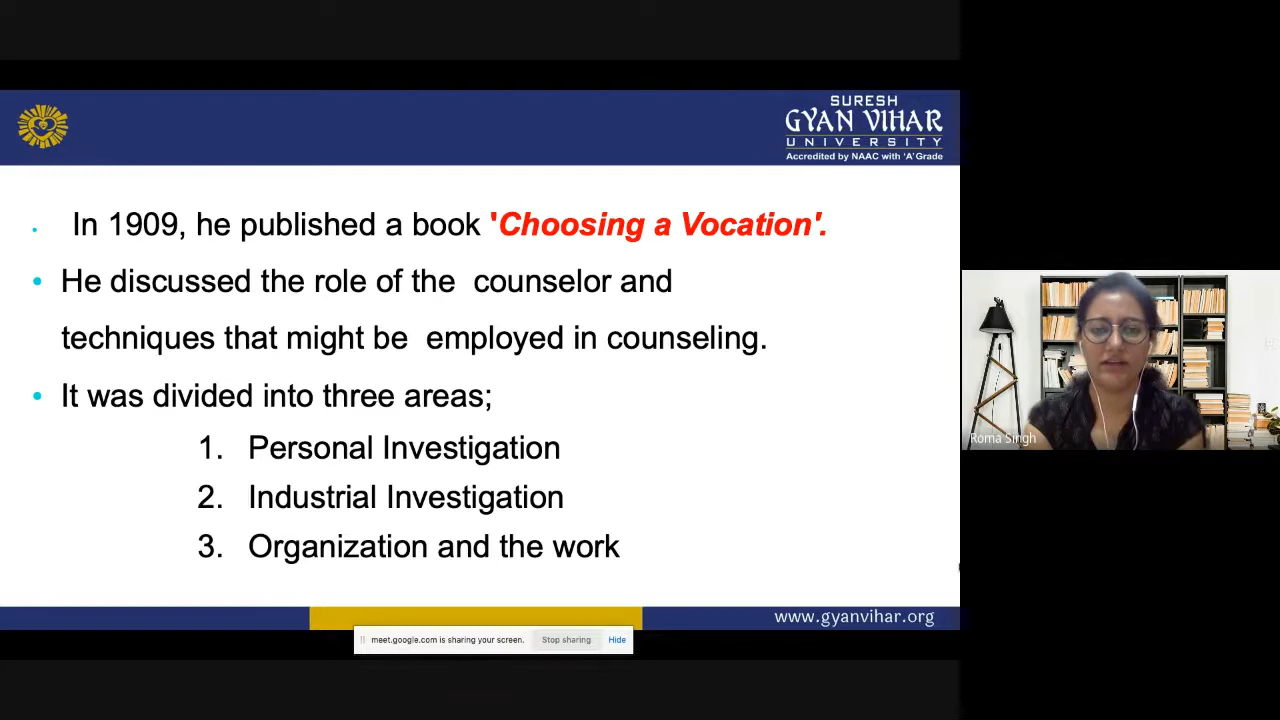 SURESH
GYAN VIHAR
UNIVERSITY
Accredited by NAAC with 'A' Grade
• In 1909, he published a book 'Choosing a Vocation'.
• He discussed the role of the counselor and
techniques that might be employed in counseling.
• It was divided into three areas;
1. Personal Investigation
2. Industrial Investigation
3. Organization and the work
Roma Singh
www.gyanvihar.org
meet.google.com is sharing your screen. Stop sharing Hide